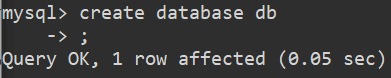 mysql> create database db
    -> ;
Query OK, 1 row affected (0.05 sec)